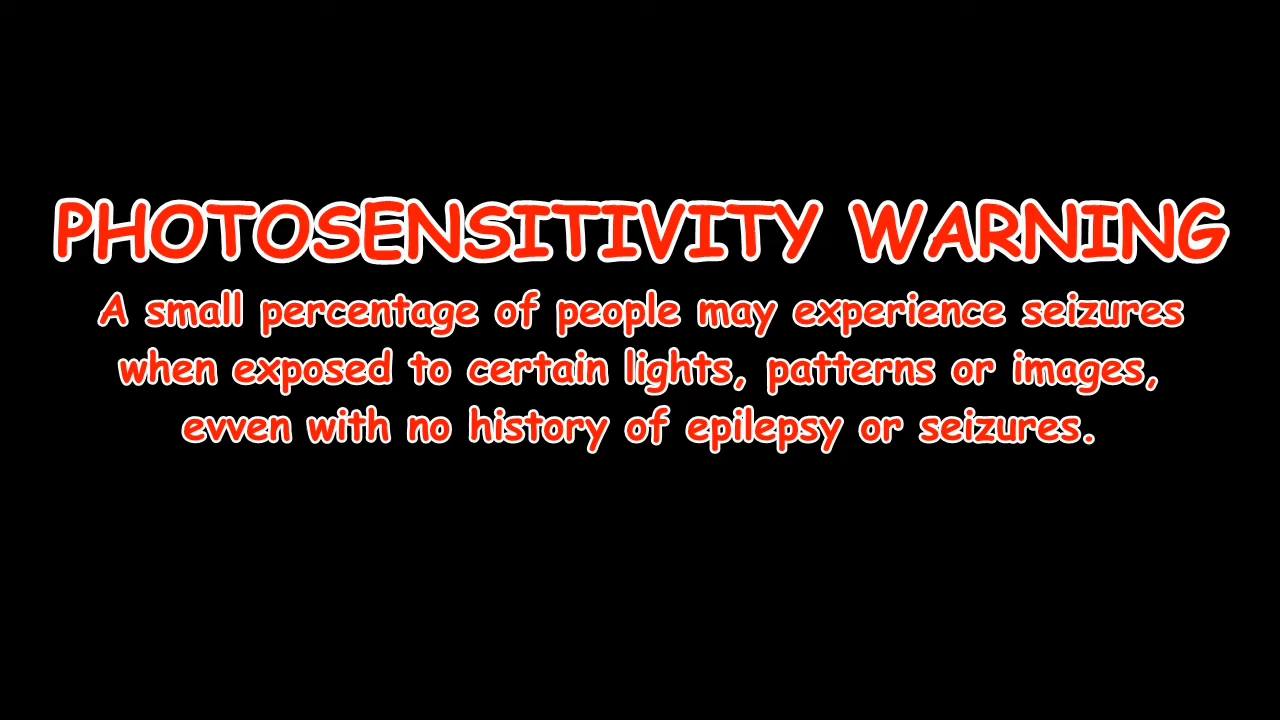 PHOTOSENSITIVITY WARNING
A small percentage of people may experience seizures
when exposed to certain lights, patterns or images,
evven with no history of epilepsy or seizures.